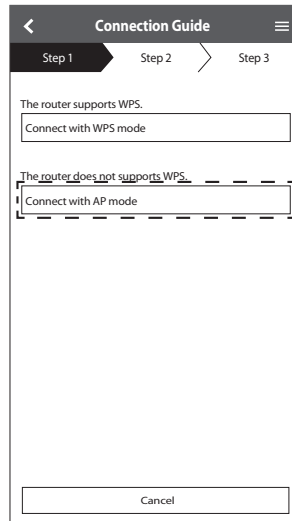 Connection Guide
Step 1 Step 2 Step 3
The router supports WPS.
Connect with WPS mode
The router does not supports WPS.
Connect with AP mode
Cancel